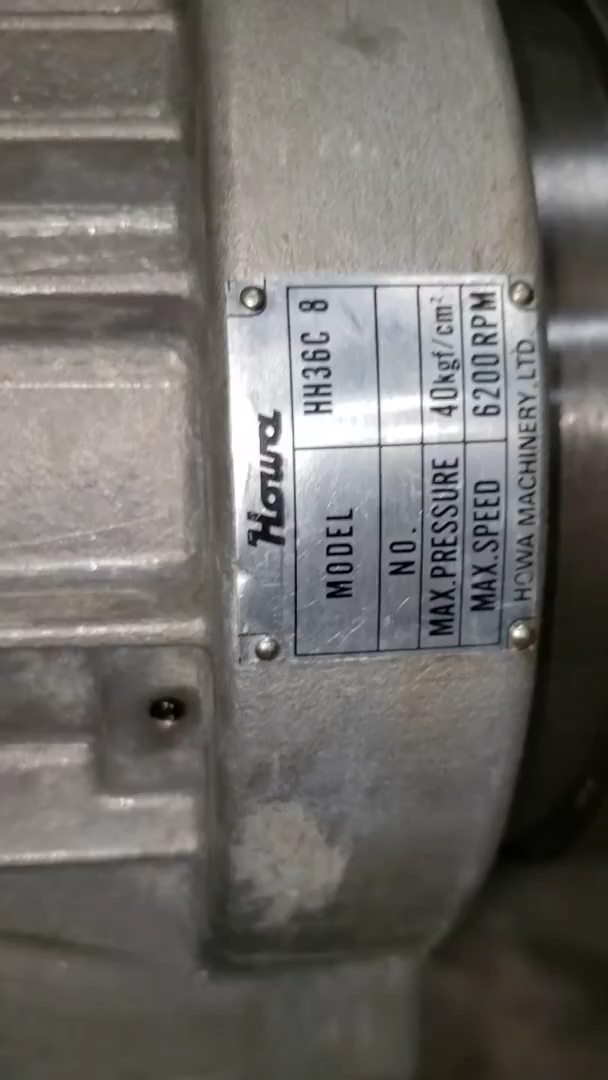 Howa
MODEL HH36C 8
NO.
MAX.PRESSURE 40kgf/cm²
MAX.SPEED 6200RPM
HOWA MACHINERY,LTD.